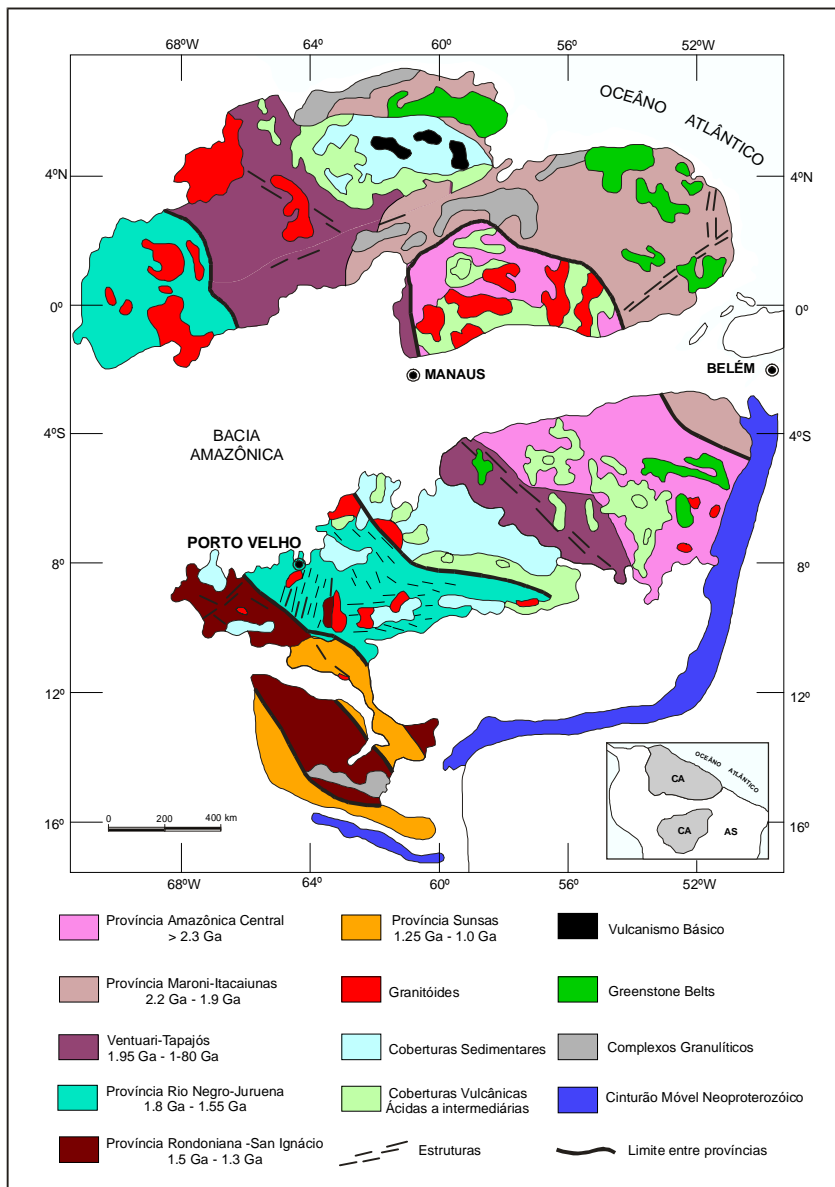 68ºW
64º
60º
56º
52ºW
OCEÂNO ATLÂNTICO
4ºN
4ºN
0º
0º
MANAUS
BELÉM
4ºS
4ºS
BACIA
AMAZÔNICA
PORTO VELHO
8º
8º
12º
12º
0 200 400 km
16º
16º
OCEÂNO
ATLÂNTICO
CA
CA
AS
68ºW
64º
60º
56º
52ºW
Província Amazônica Central
> 2.3 Ga
Província Sunsas
1.25 Ga - 1.0 Ga
Vulcanismo Básico
Província Maroni-Itacaiunas
2.2 Ga - 1.9 Ga
Granitóides
Greenstone Belts
Ventuari-Tapajós
1.95 Ga - 1-80 Ga
Coberturas Sedimentares
Complexos Granulíticos
Província Rio Negro-Juruena
1.8 Ga - 1.55 Ga
Coberturas Vulcânicas
Ácidas a intermediárias
Cinturão Móvel Neoproterozóico
Província Rondoniana -San Ignácio
1.5 Ga - 1.3 Ga
Estruturas
Limite entre províncias